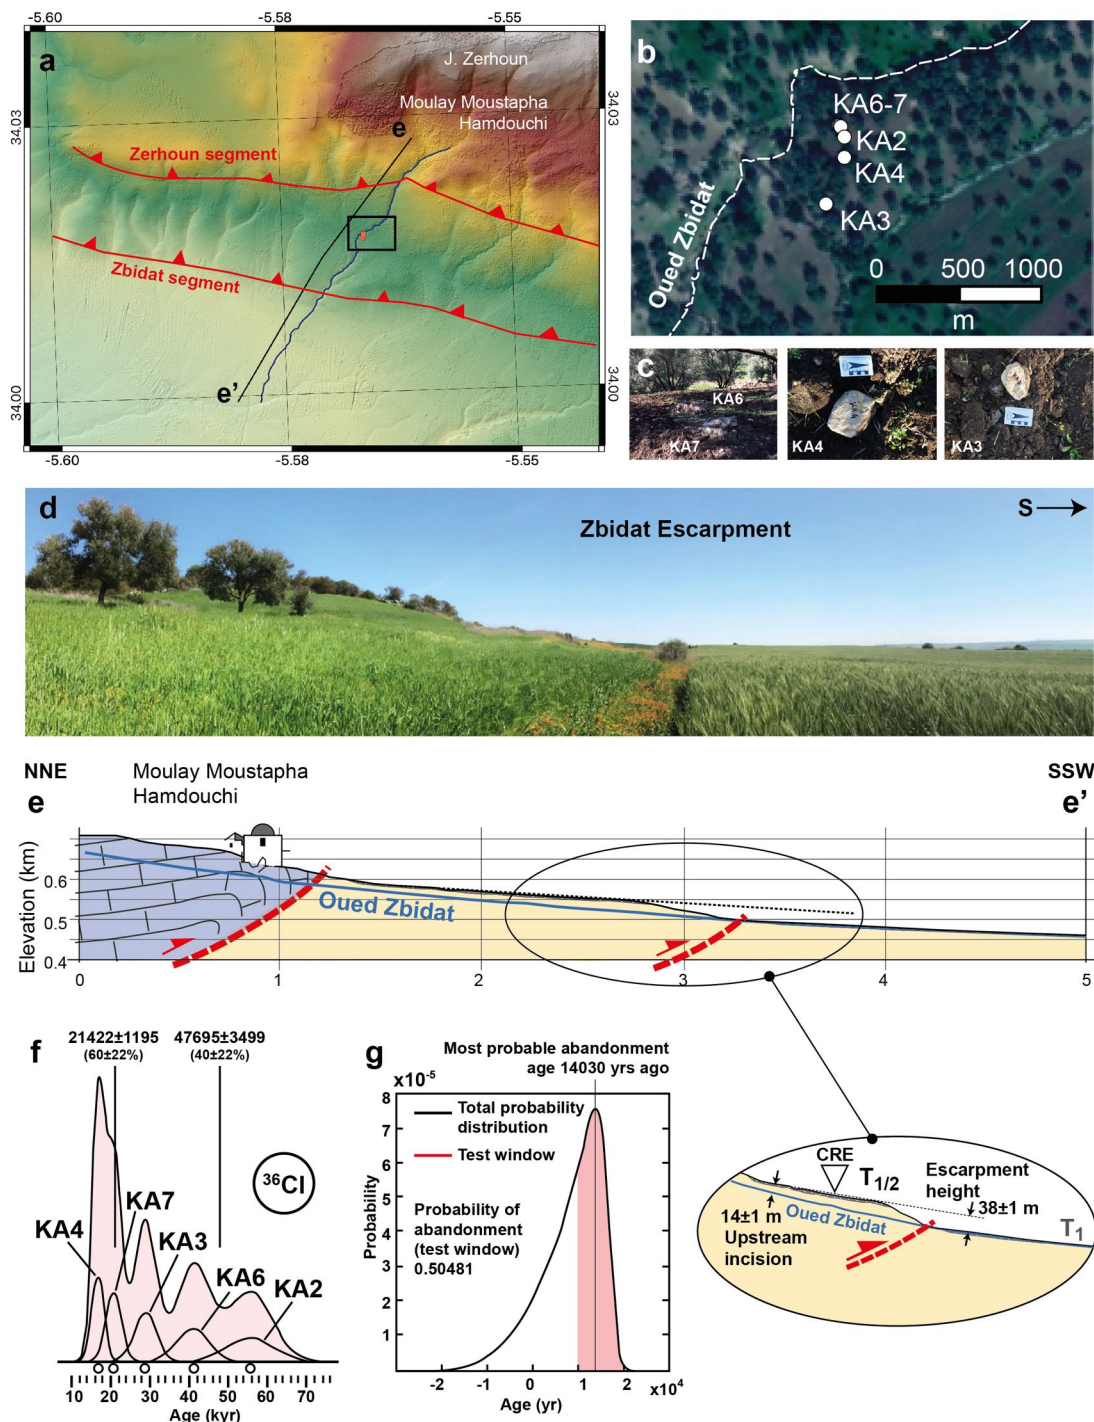 -5.60
-5.58
-5.55
a
J. Zerhoun
Moulay Moustapha
Hamdouchi
e
34.03
34.03
Zerhoun segment
Zbidat segment
e’
34.00
34.00
-5.60
-5.58
-5.55
b
KA6-7
KA2
KA4
KA3
Oued Zbidat
0 500 1000
m
c
KA6
KA7
KA4
KA3
d
Zbidat Escarpment
S
NNE
Moulay Moustapha
Hamdouchi
SSW
e
e’
Elevation (km)
0.6
0.5
0.4
Oued Zbidat
0 1 2 3 4 5
f
21422±1195
(60±22%)
47695±3499
(40±22%)
36Cl
KA4
KA7
KA3
KA6
KA2
10 20 30 40 50 60 70
Age (kyr)
g
Most probable abandonment
age 14030 yrs ago
x10-5
8
7
6
5
4
3
2
1
Probability
Total probability
distribution
Test window
Probability of
abandonment
(test window)
0.50481
-2 -1 0 1 2 x10⁴
Age (yr)
CRE
T1/2
Escarpment
height
38±1 m
14±1 m
Upstream
incision
Oued Zbidat
T1